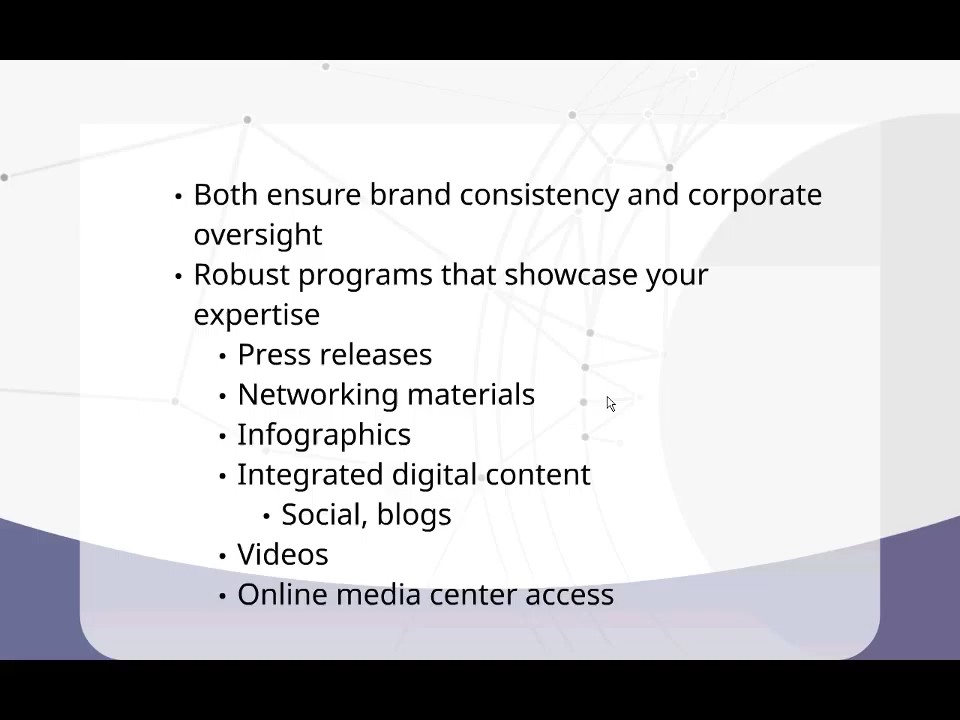 • Both ensure brand consistency and corporate
oversight
• Robust programs that showcase your
expertise
• Press releases
• Networking materials
• Infographics
• Integrated digital content
• Social, blogs
• Videos
• Online media center access